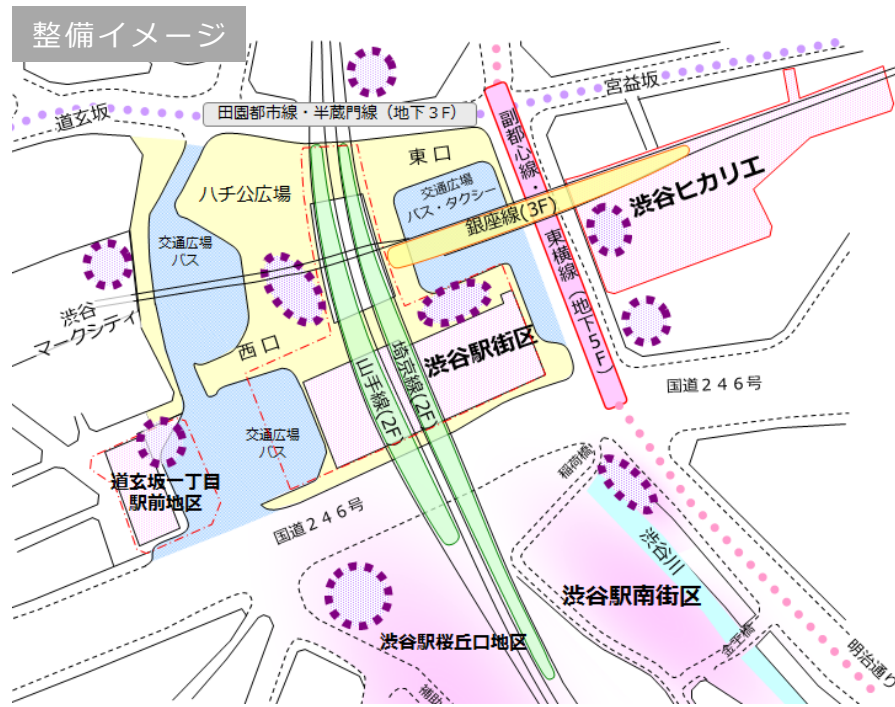 整備イメージ
道玄坂
宮益坂
田園都市線・半蔵門線（地下３F）
副都心線・東横線（地下５F）
東口
ハチ公広場
交通広場
バス・タクシー
銀座線(3F)
渋谷ヒカリエ
交通広場
バス
渋谷
マークシティ
西口
渋谷駅街区
山手線(2F)
埼京線(2F)
国道２４６号
交通広場
バス
道玄坂一丁目
駅前地区
国道２４６号
稲荷橋
渋谷川
渋谷駅南街区
渋谷駅桜丘口地区
金王橋
明治通り
補助